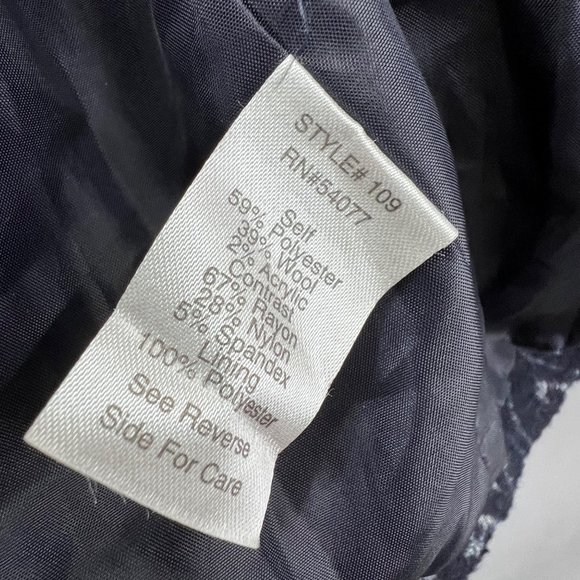 STYLE# 109
RN#54077
Self
59% Polyester
39% Wool
2% Acrylic
Contrast
67% Rayon
28% Nylon
5% Spandex
Lining
100% Polyester
See Reverse
Side For Care